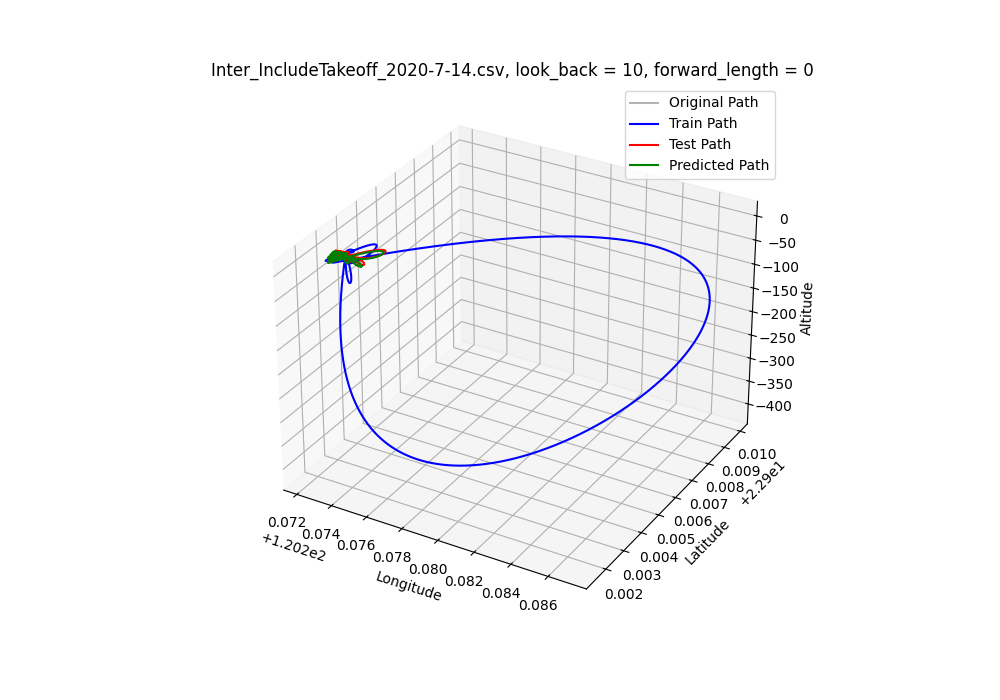 Inter_IncludeTakeoff_2020-7-14.csv, look_back = 10, forward_length = 0
Original Path
Train Path
Test Path
Predicted Path
0
−50
−100
−150
−200
−250
−300
−350
−400
Altitude
0.010
0.009
0.008
0.007
0.006
0.005
0.004
0.003
0.002
+2.29e1
Latitude
0.072
0.074
0.076
0.078
0.080
0.082
0.084
0.086
+1.202e2
Longitude